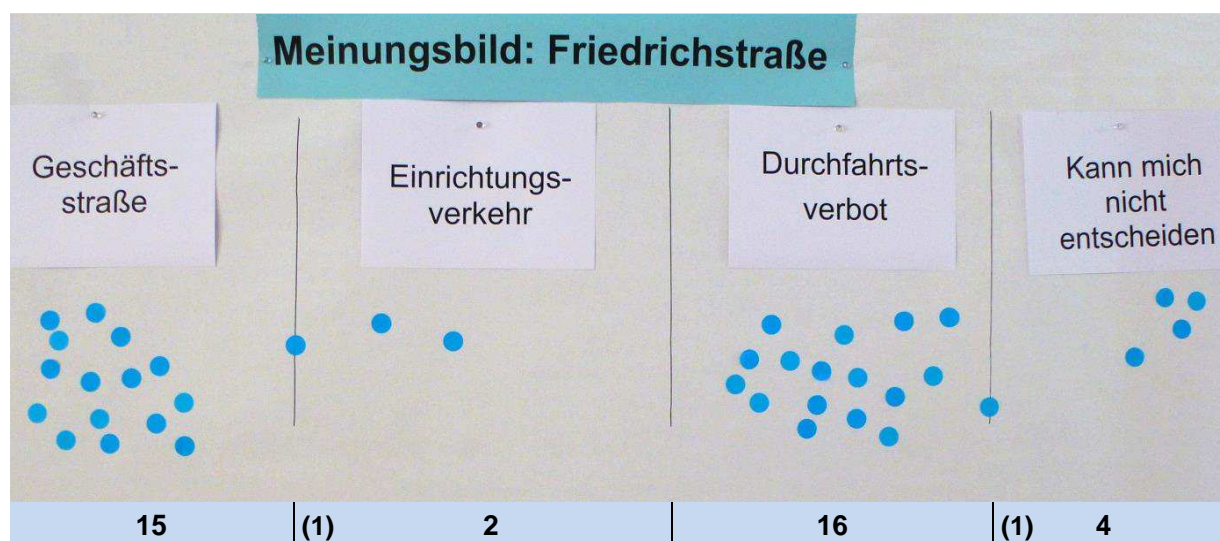 Meinungsbild: Friedrichstraße
Geschäfts-
straße
Einrichtungs-
verkehr
Durchfahrts-
verbot
Kann mich
nicht
entscheiden
15 (1) 2 16 (1) 4